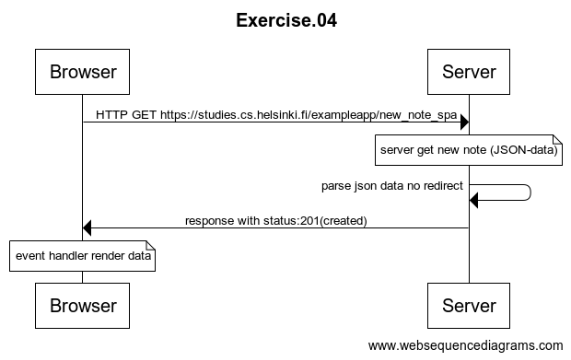 Exercise.04
Browser
Server
HTTP GET https://studies.cs.helsinki.fi/exampleapp/new_note_spa
server get new note (JSON-data)
parse json data no redirect
response with status:201(created)
event handler render data
Browser
Server
www.websequencediagrams.com